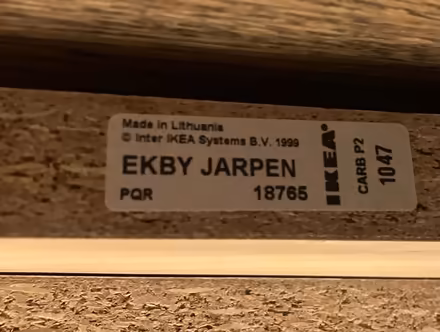 Made in Lithuania
© Inter IKEA Systems B.V. 1999
EKBY JARPEN
PQR 18765
IKEA®
CARB P2
1047